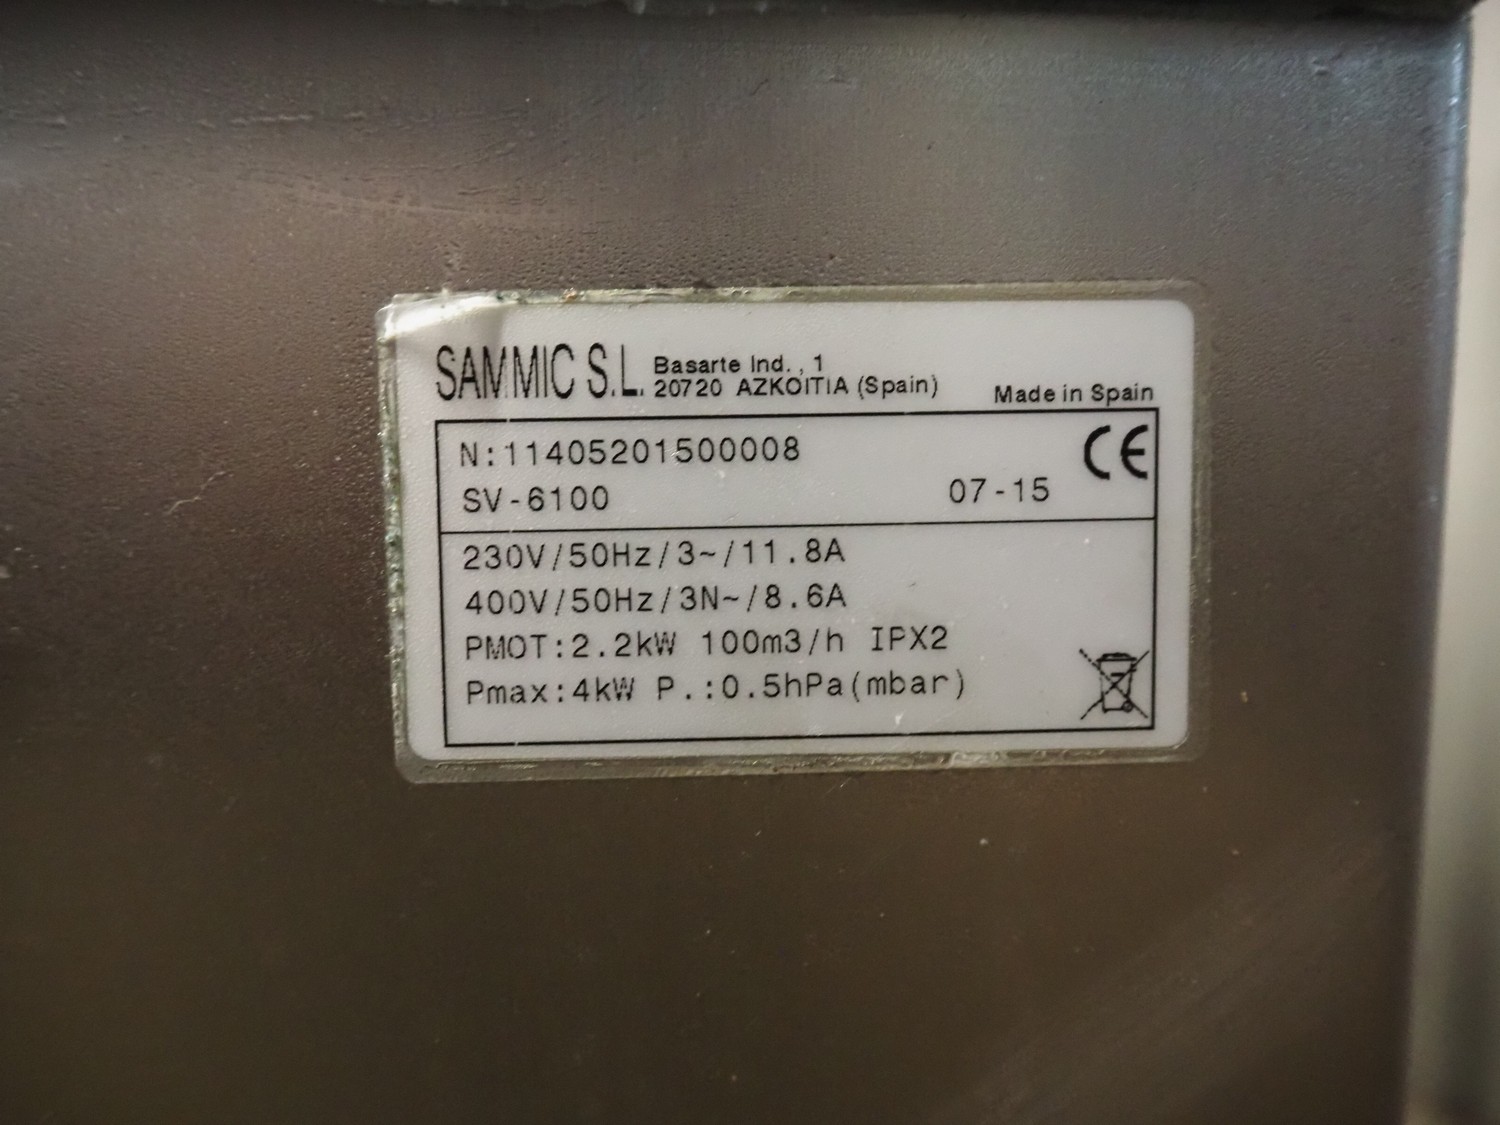 SAMMIC S.L. Basarte Ind., 1
20720 AZKOITIA (Spain)
Made in Spain
N:11405201500008
CE
SV-6100 07-15
230V/50Hz/3~/11.8A
400V/50Hz/3N~/8.6A
PMOT:2.2kW 100m3/h IPX2
Pmax:4kW P.:0.5hPa(mbar)